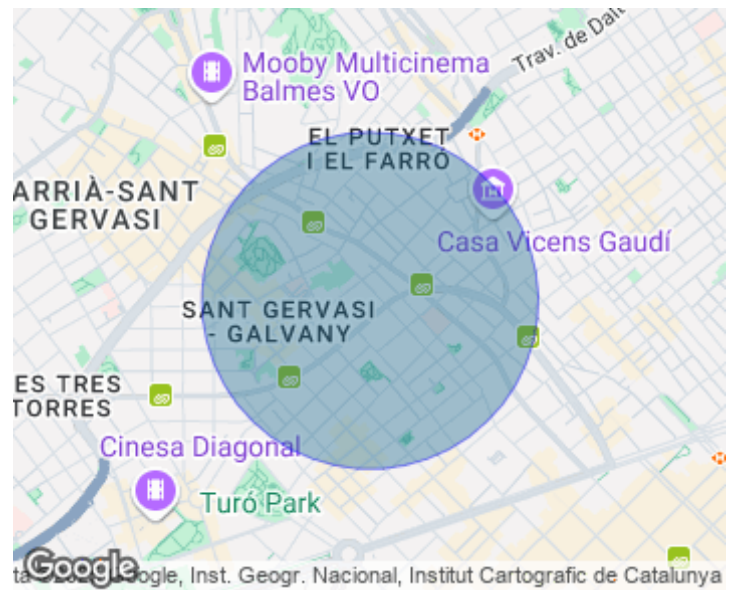 Mooby Multicinema
Balmes VO
Trav. de Dal
EL PUTXET
I EL FARRÓ
ARRIÀ-SANT
GERVASI
Casa Vicens Gaudí
SANT GERVASI
- GALVANY
ES TRES
TORRES
Cinesa Diagonal
Turó Park
Google
Google, Inst. Geogr. Nacional, Institut Cartografic de Catalunya